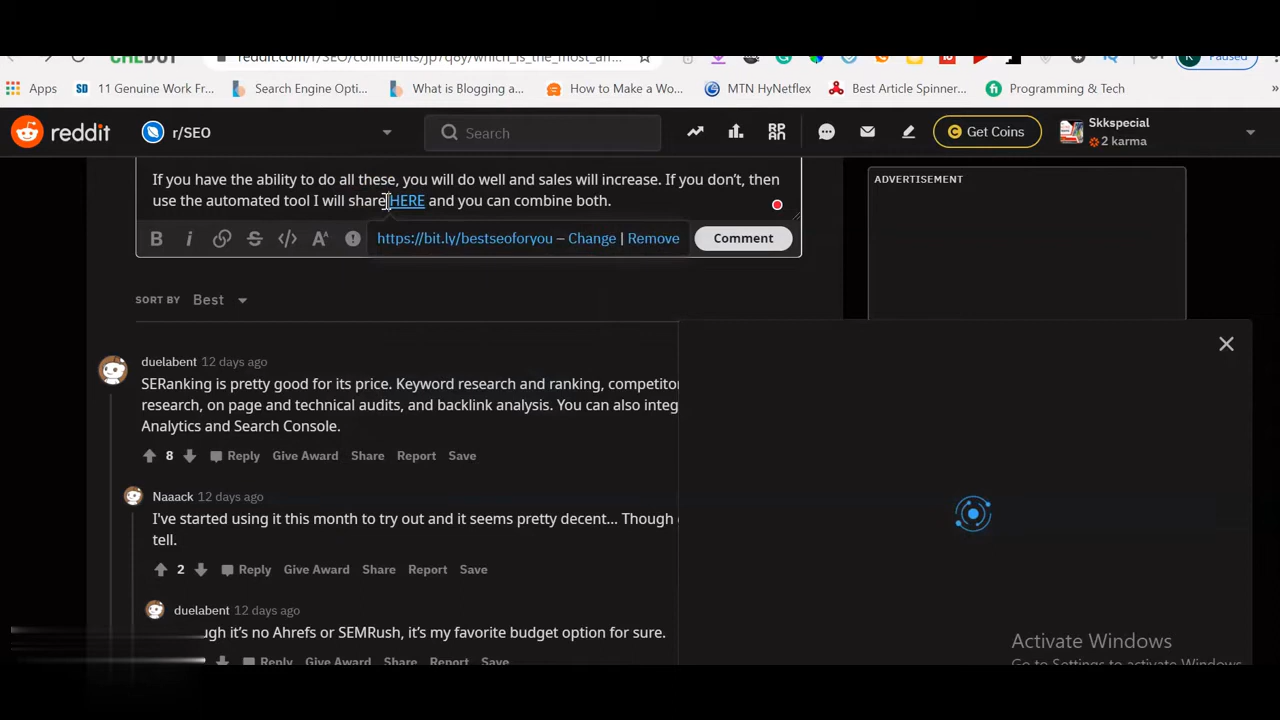 CHEDOT
reddit.com/r/SEO/comments/jp7q8y/which_is_the_most_aff...
Paused
Apps
11 Genuine Work Fr...
Search Engine Opti...
What is Blogging a...
How to Make a Wo...
MTN HyNetflex
Best Article Spinner...
Programming & Tech
»
reddit
r/SEO
Search
Get Coins
Skkspecial
2 karma
If you have the ability to do all these, you will do well and sales will increase. If you don't, then
use the automated tool I will share HERE and you can combine both.
https://bit.ly/bestseoforyou – Change | Remove
Comment
ADVERTISEMENT
SORT BY Best
duelabent 12 days ago
SERanking is pretty good for its price. Keyword research and ranking, competitor
research, on page and technical audits, and backlink analysis. You can also integ
Analytics and Search Console.
8 Reply Give Award Share Report Save
Naaack 12 days ago
I've started using it this month to try out and it seems pretty decent... Though
tell.
2 Reply Give Award Share Report Save
duelabent 12 days ago
ugh it's no Ahrefs or SEMRush, it's my favorite budget option for sure.
Reply Give Award Share Report Save
Activate Windows
Go to Settings to activate Windows.